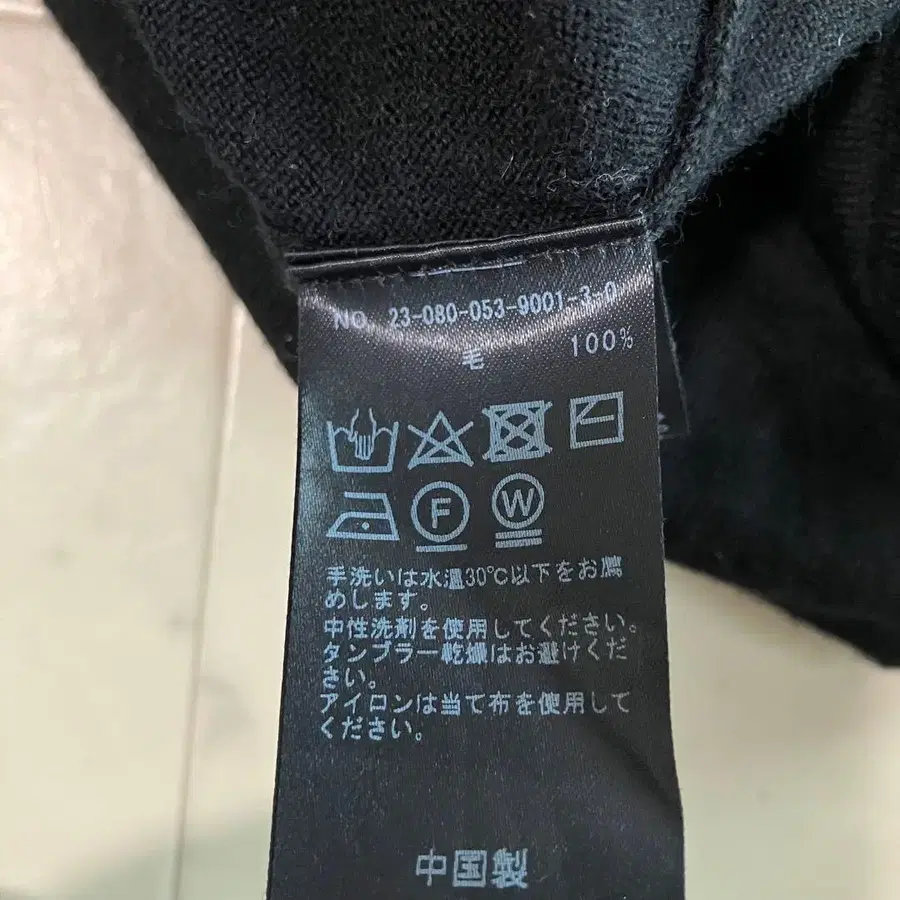 NO. 23-080-053-9001-3-0
毛 100%
F W
手洗いは水温30℃以下をお薦
めします。
中性洗剤を使用してください。
タンブラー乾燥はお避けくだ
さい。
アイロンは当て布を使用して
ください。
中国製